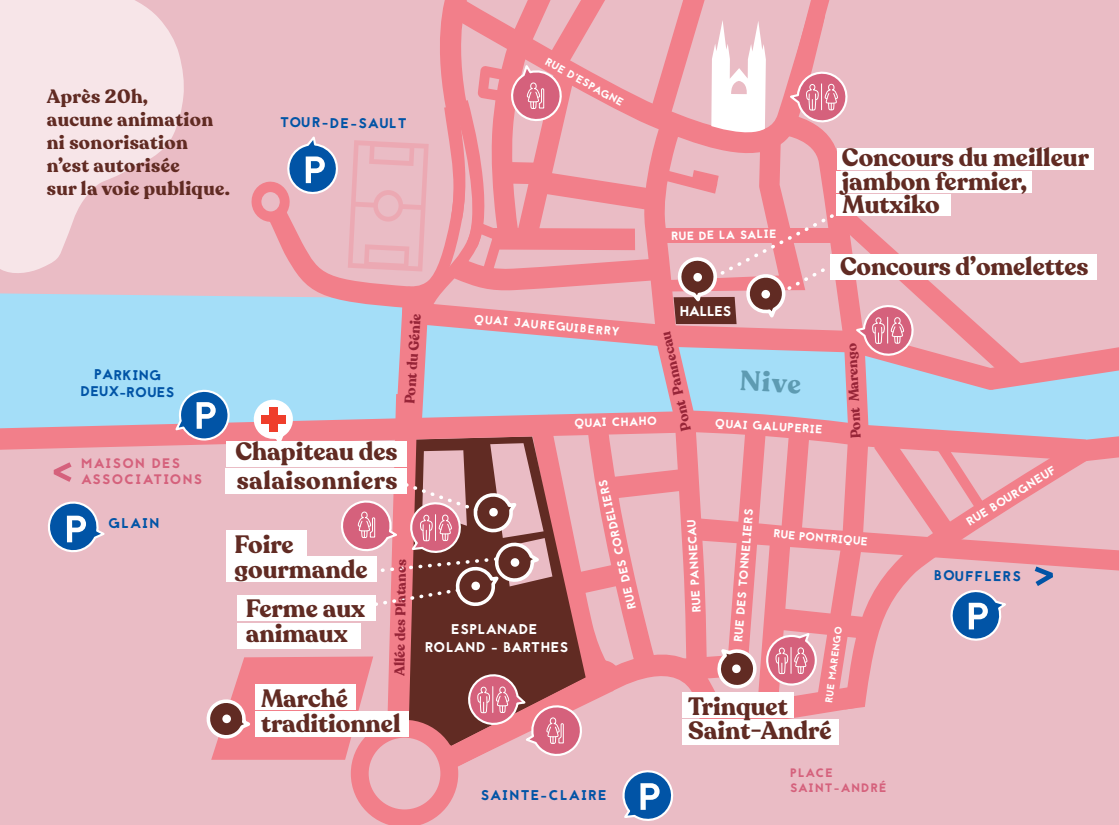 Après 20h,
aucune animation
ni sonorisation
n'est autorisée
sur la voie publique.
TOUR-DE-SAULT
P
RUE D'ESPAGNE
Concours du meilleur
jambon fermier,
Mutxiko
RUE DE LA SALIE
Concours d'omelettes
HALLES
QUAI JAUREGUIBERRY
Pont du Génie
Pont Pannecau
Nive
Pont Marengo
PARKING
DEUX-ROUES
P
QUAI CHAHO
QUAI GALUPERIE
< MAISON DES
ASSOCIATIONS
P
GLAIN
Chapiteau des
salaisonniers
Foire
gourmande
Ferme aux
animaux
Allée des Platanes
ESPLANADE
ROLAND - BARTHES
RUE DES CORDELIERS
RUE PANNECAU
RUE DES TONNELIERS
RUE PONTRIQUE
RUE BOURGNEUF
BOUFFLERS >
P
RUE MARENGO
Marché
traditionnel
Trinquet
Saint-André
PLACE
SAINT-ANDRÉ
SAINTE-CLAIRE
P